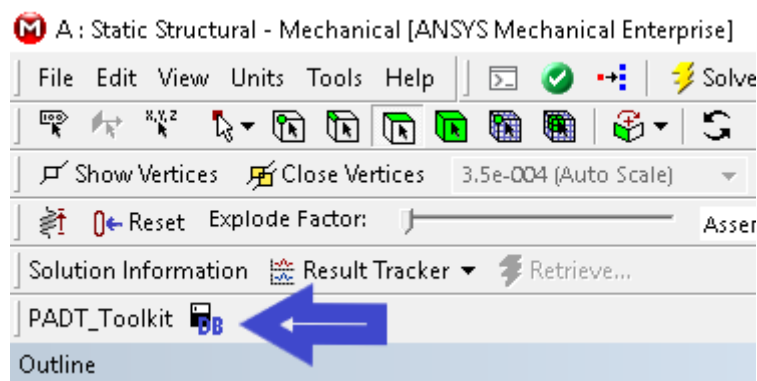 A : Static Structural - Mechanical [ANSYS Mechanical Enterprise]
File Edit View Units Tools Help Solve
X,Y,Z
Show Vertices Close Vertices 3.5e-004 (Auto Scale)
Reset Explode Factor: Assem
Solution Information Result Tracker Retrieve...
PADT_Toolkit DB
Outline